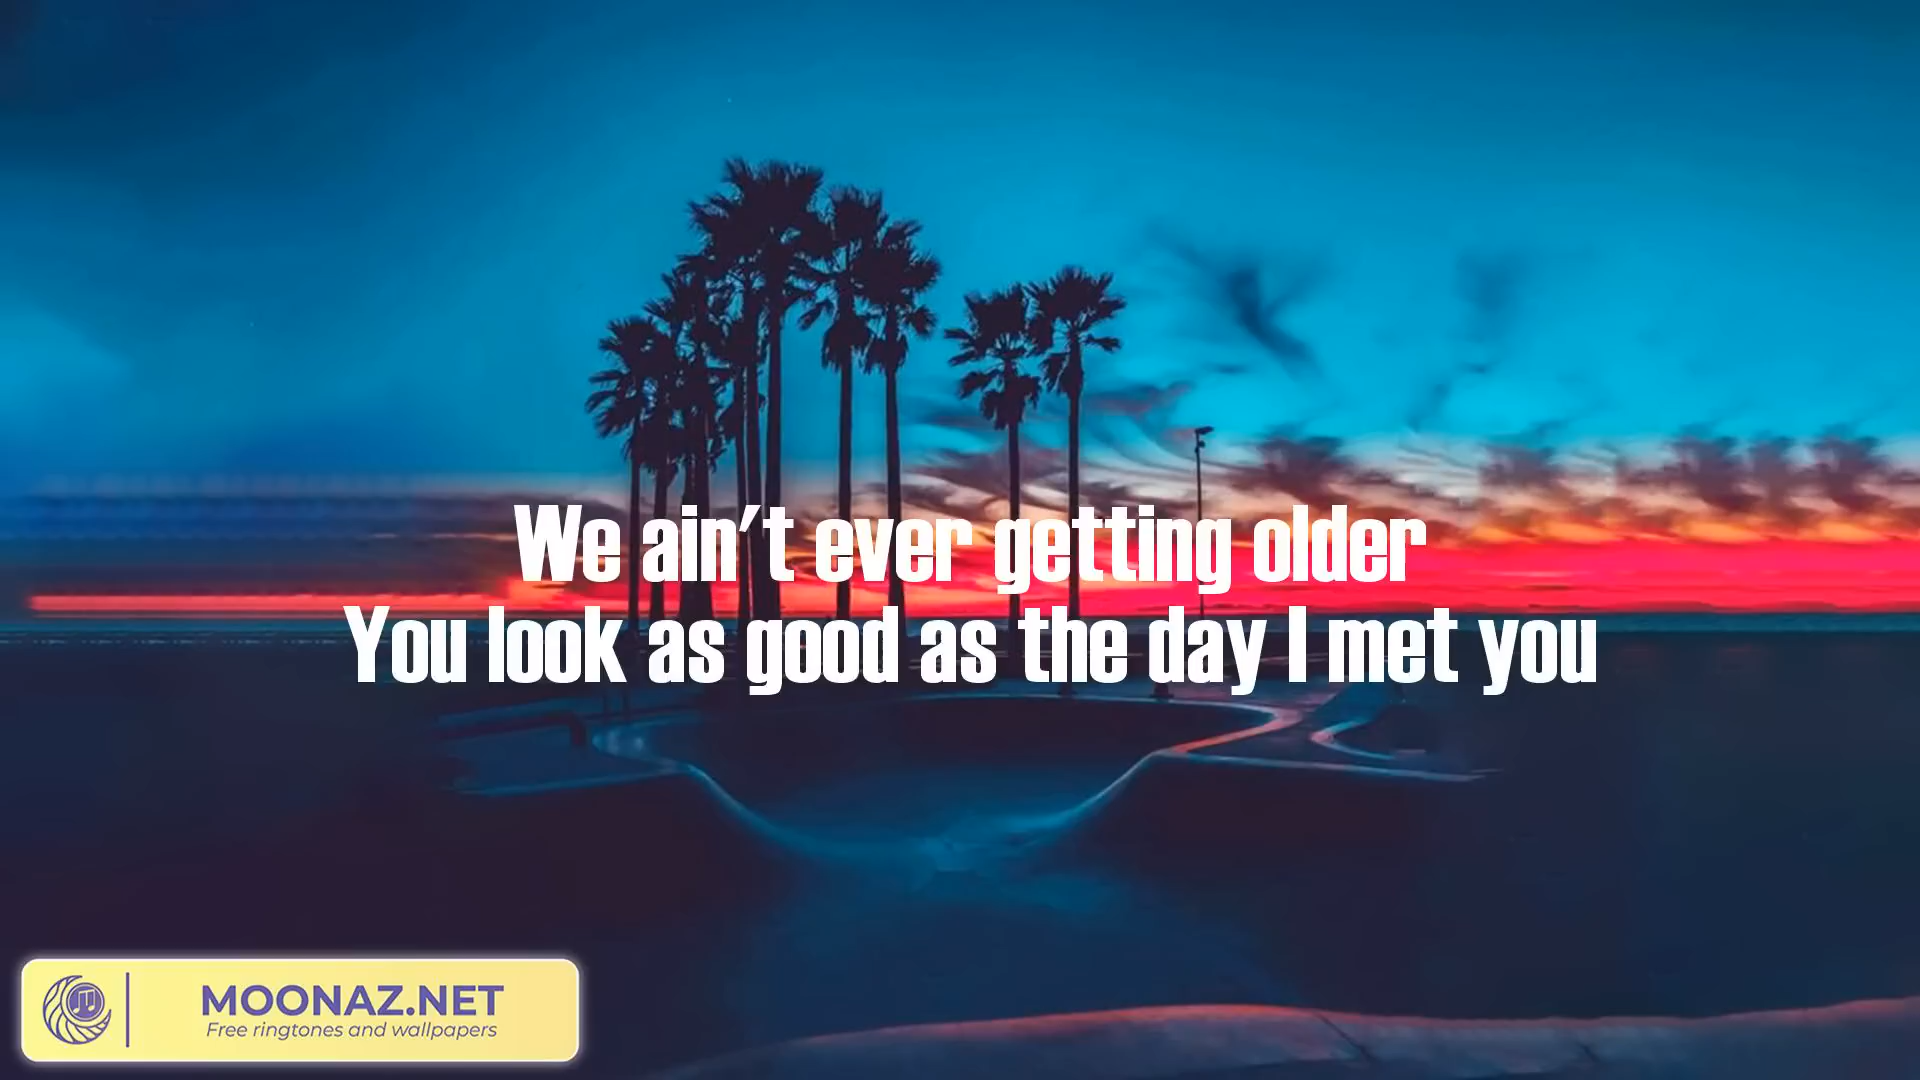 We ain't ever getting older
You look as good as the day I met you
MOONAZ.NET
Free ringtones and wallpapers